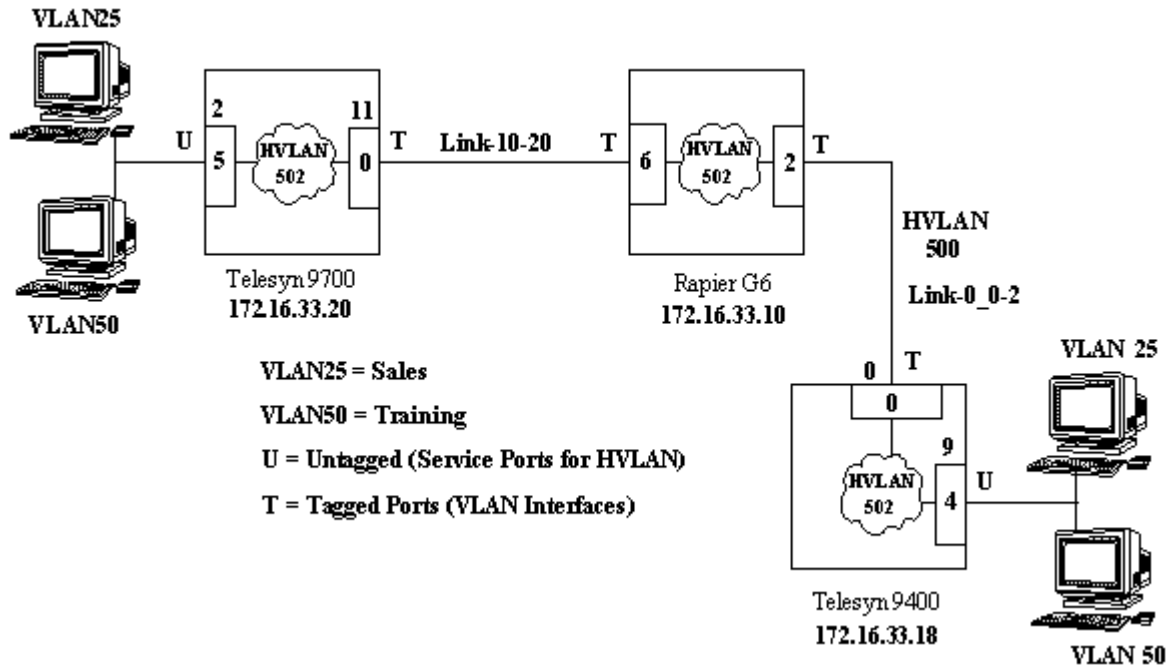 VLAN25
VLAN50
U
2
5
HVLAN
502
11
0
T
Link-10-20
Telesyn 9700
172.16.33.20
T
6
HVLAN
502
2
T
Rapier G6
172.16.33.10
HVLAN
500
Link-0_0-2
VLAN25 = Sales
VLAN50 = Training
U = Untagged (Service Ports for HVLAN)
T = Tagged Ports (VLAN Interfaces)
0
T
0
HVLAN
502
9
4
U
Telesyn 9400
172.16.33.18
VLAN 25
VLAN 50